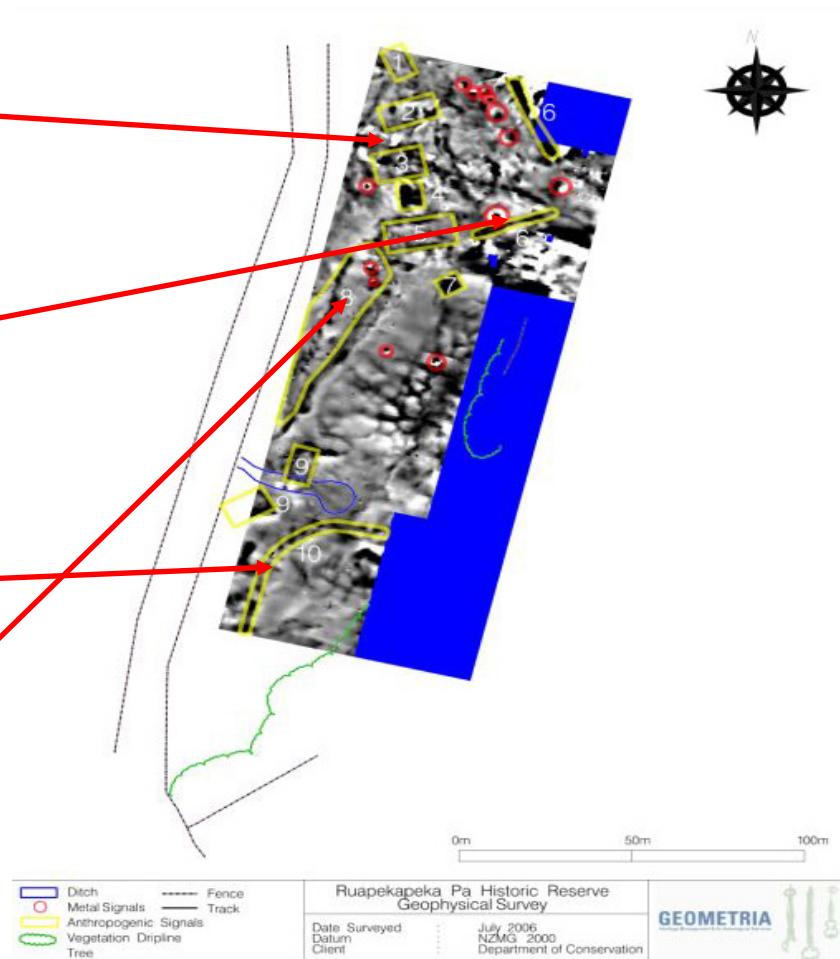 N
1
2
6
3
4
5
6
7
8
9
9
10
0m 50m 100m
Ditch
Metal Signals
Anthropogenic Signals
Vegetation Dripline
Tree
Fence
Track
Ruapekapeka Pa Historic Reserve
Geophysical Survey
Date Surveyed : July 2006
Datum : NZMG 2000
Client : Department of Conservation
GEOMETRIA